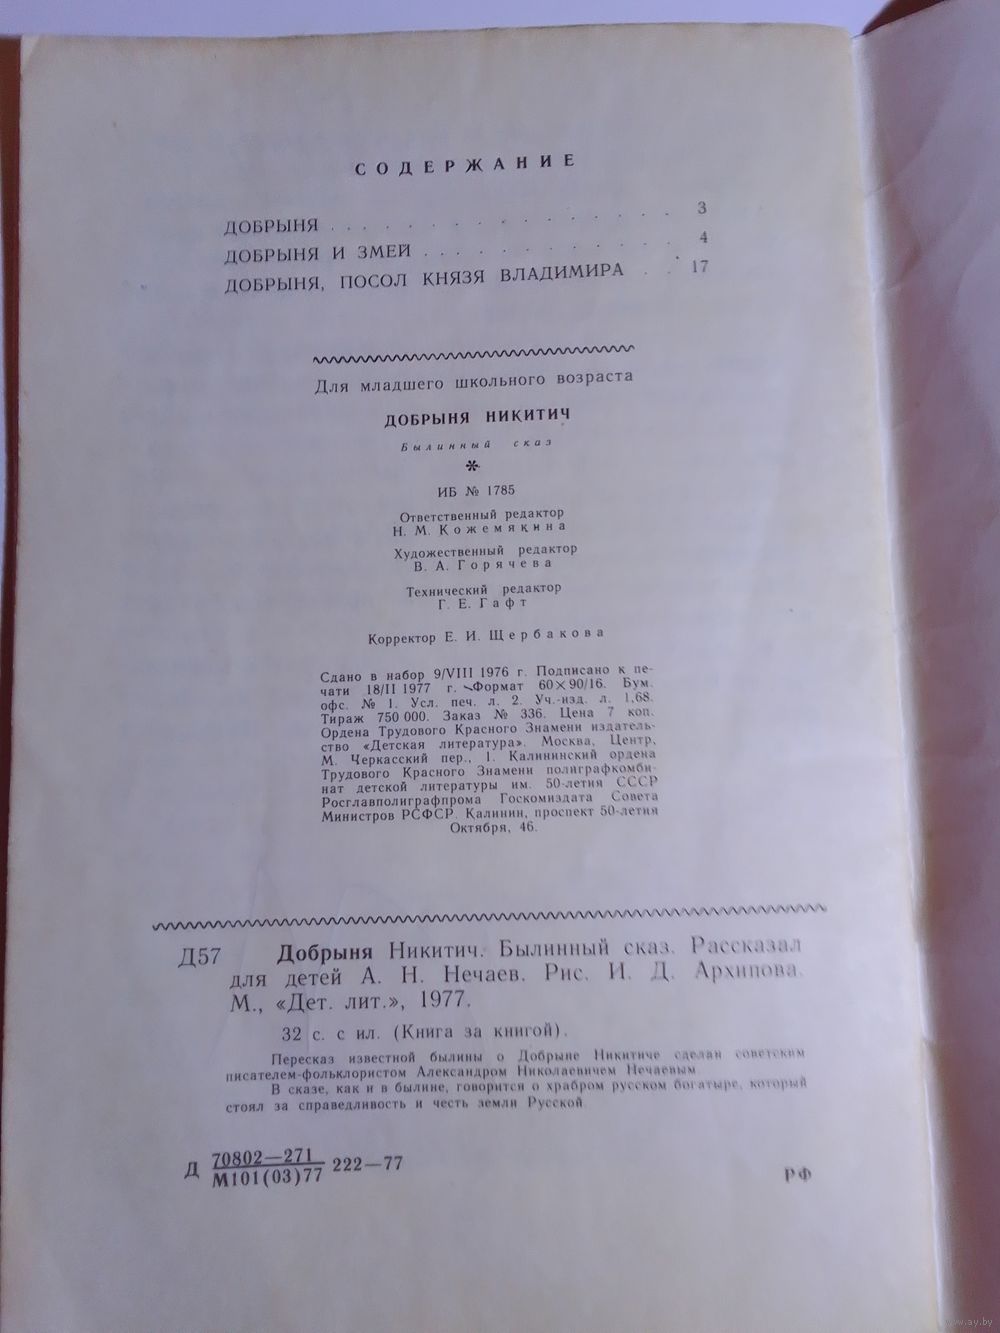 СОДЕРЖАНИЕ
ДОБРЫНЯ . . . . . . . . . . . . . . . . . 3
ДОБРЫНЯ И ЗМЕЙ . . . . . . . . . . . . 4
ДОБРЫНЯ, ПОСОЛ КНЯЗЯ ВЛАДИМИРА . . 17
Для младшего школьного возраста
ДОБРЫНЯ НИКИТИЧ
Былинный сказ
*
ИБ № 1785
Ответственный редактор
Н. М. Кожемякина
Художественный редактор
В. А. Горячева
Технический редактор
Г. Е. Гафт
Корректор Е. И. Щербакова
Сдано в набор 9/VIII 1976 г. Подписано к пе-
чати 18/II 1977 г. Формат 60×90/16. Бум.
офс. № 1. Усл. печ. л. 2. Уч.-изд. л. 1,68.
Тираж 750 000. Заказ № 336. Цена 7 коп.
Ордена Трудового Красного Знамени издатель-
ство «Детская литература». Москва, Центр,
М. Черкасский пер., 1. Калининский ордена
Трудового Красного Знамени полиграфкомби-
нат детской литературы им. 50-летия СССР
Росглавполиграфпрома Госкомиздата Совета
Министров РСФСР. Калинин, проспект 50-летия
Октября, 46.
Д57 Добрыня Никитич. Былинный сказ. Рассказал
для детей А. Н. Нечаев. Рис. И. Д. Архипова.
М., «Дет. лит.», 1977.
32 с. с ил. (Книга за книгой).
Пересказ известной былины о Добрыне Никитиче сделан советским
писателем-фольклористом Александром Николаевичем Нечаевым.
В сказе, как и в былине, говорится о храбром русском богатыре, который
стоял за справедливость и честь земли Русской.
Д 70802—271
М101(03)77 222—77
РФ
www.ay.by